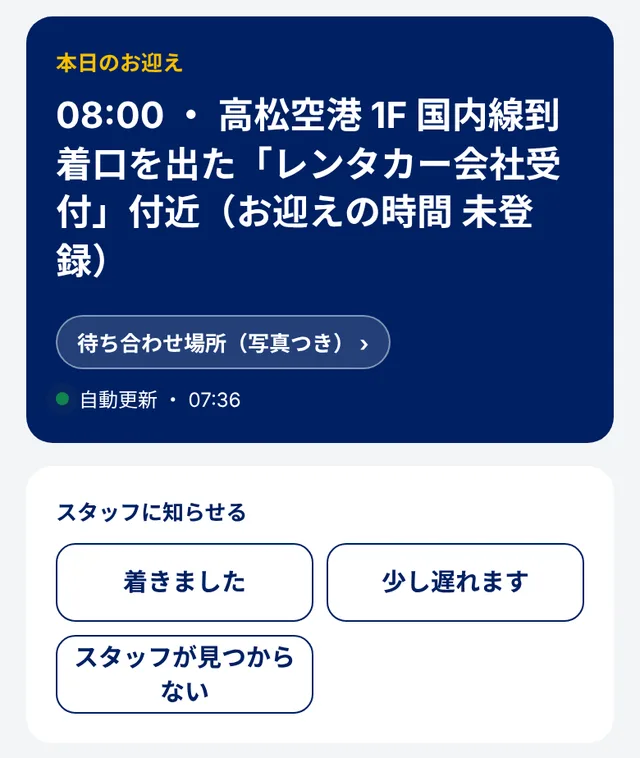 本日のお迎え
08:00 ・ 高松空港 1F 国内線到
着口を出た「レンタカー会社受
付」付近（お迎えの時間 未登
録）
待ち合わせ場所（写真つき） ›
自動更新 ・ 07:36
スタッフに知らせる
着きました
少し遅れます
スタッフが見つから
ない